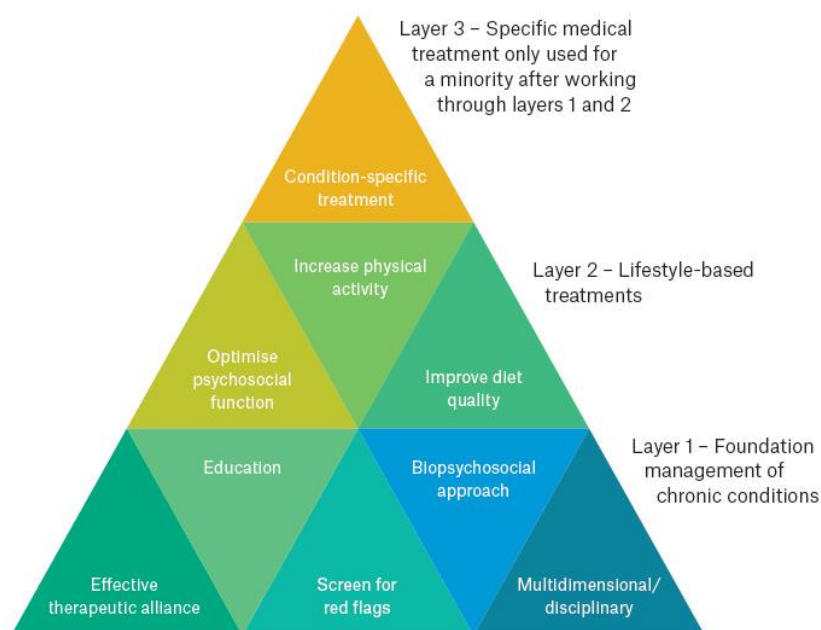 Layer 3 – Specific medical
treatment only used for
a minority after working
through layers 1 and 2
Condition-specific
treatment
Increase physical
activity
Layer 2 – Lifestyle-based
treatments
Optimise
psychosocial
function
Improve diet
quality
Layer 1 – Foundation
management of
chronic conditions
Education
Biopsychosocial
approach
Effective
therapeutic alliance
Screen for
red flags
Multidimensional/
disciplinary